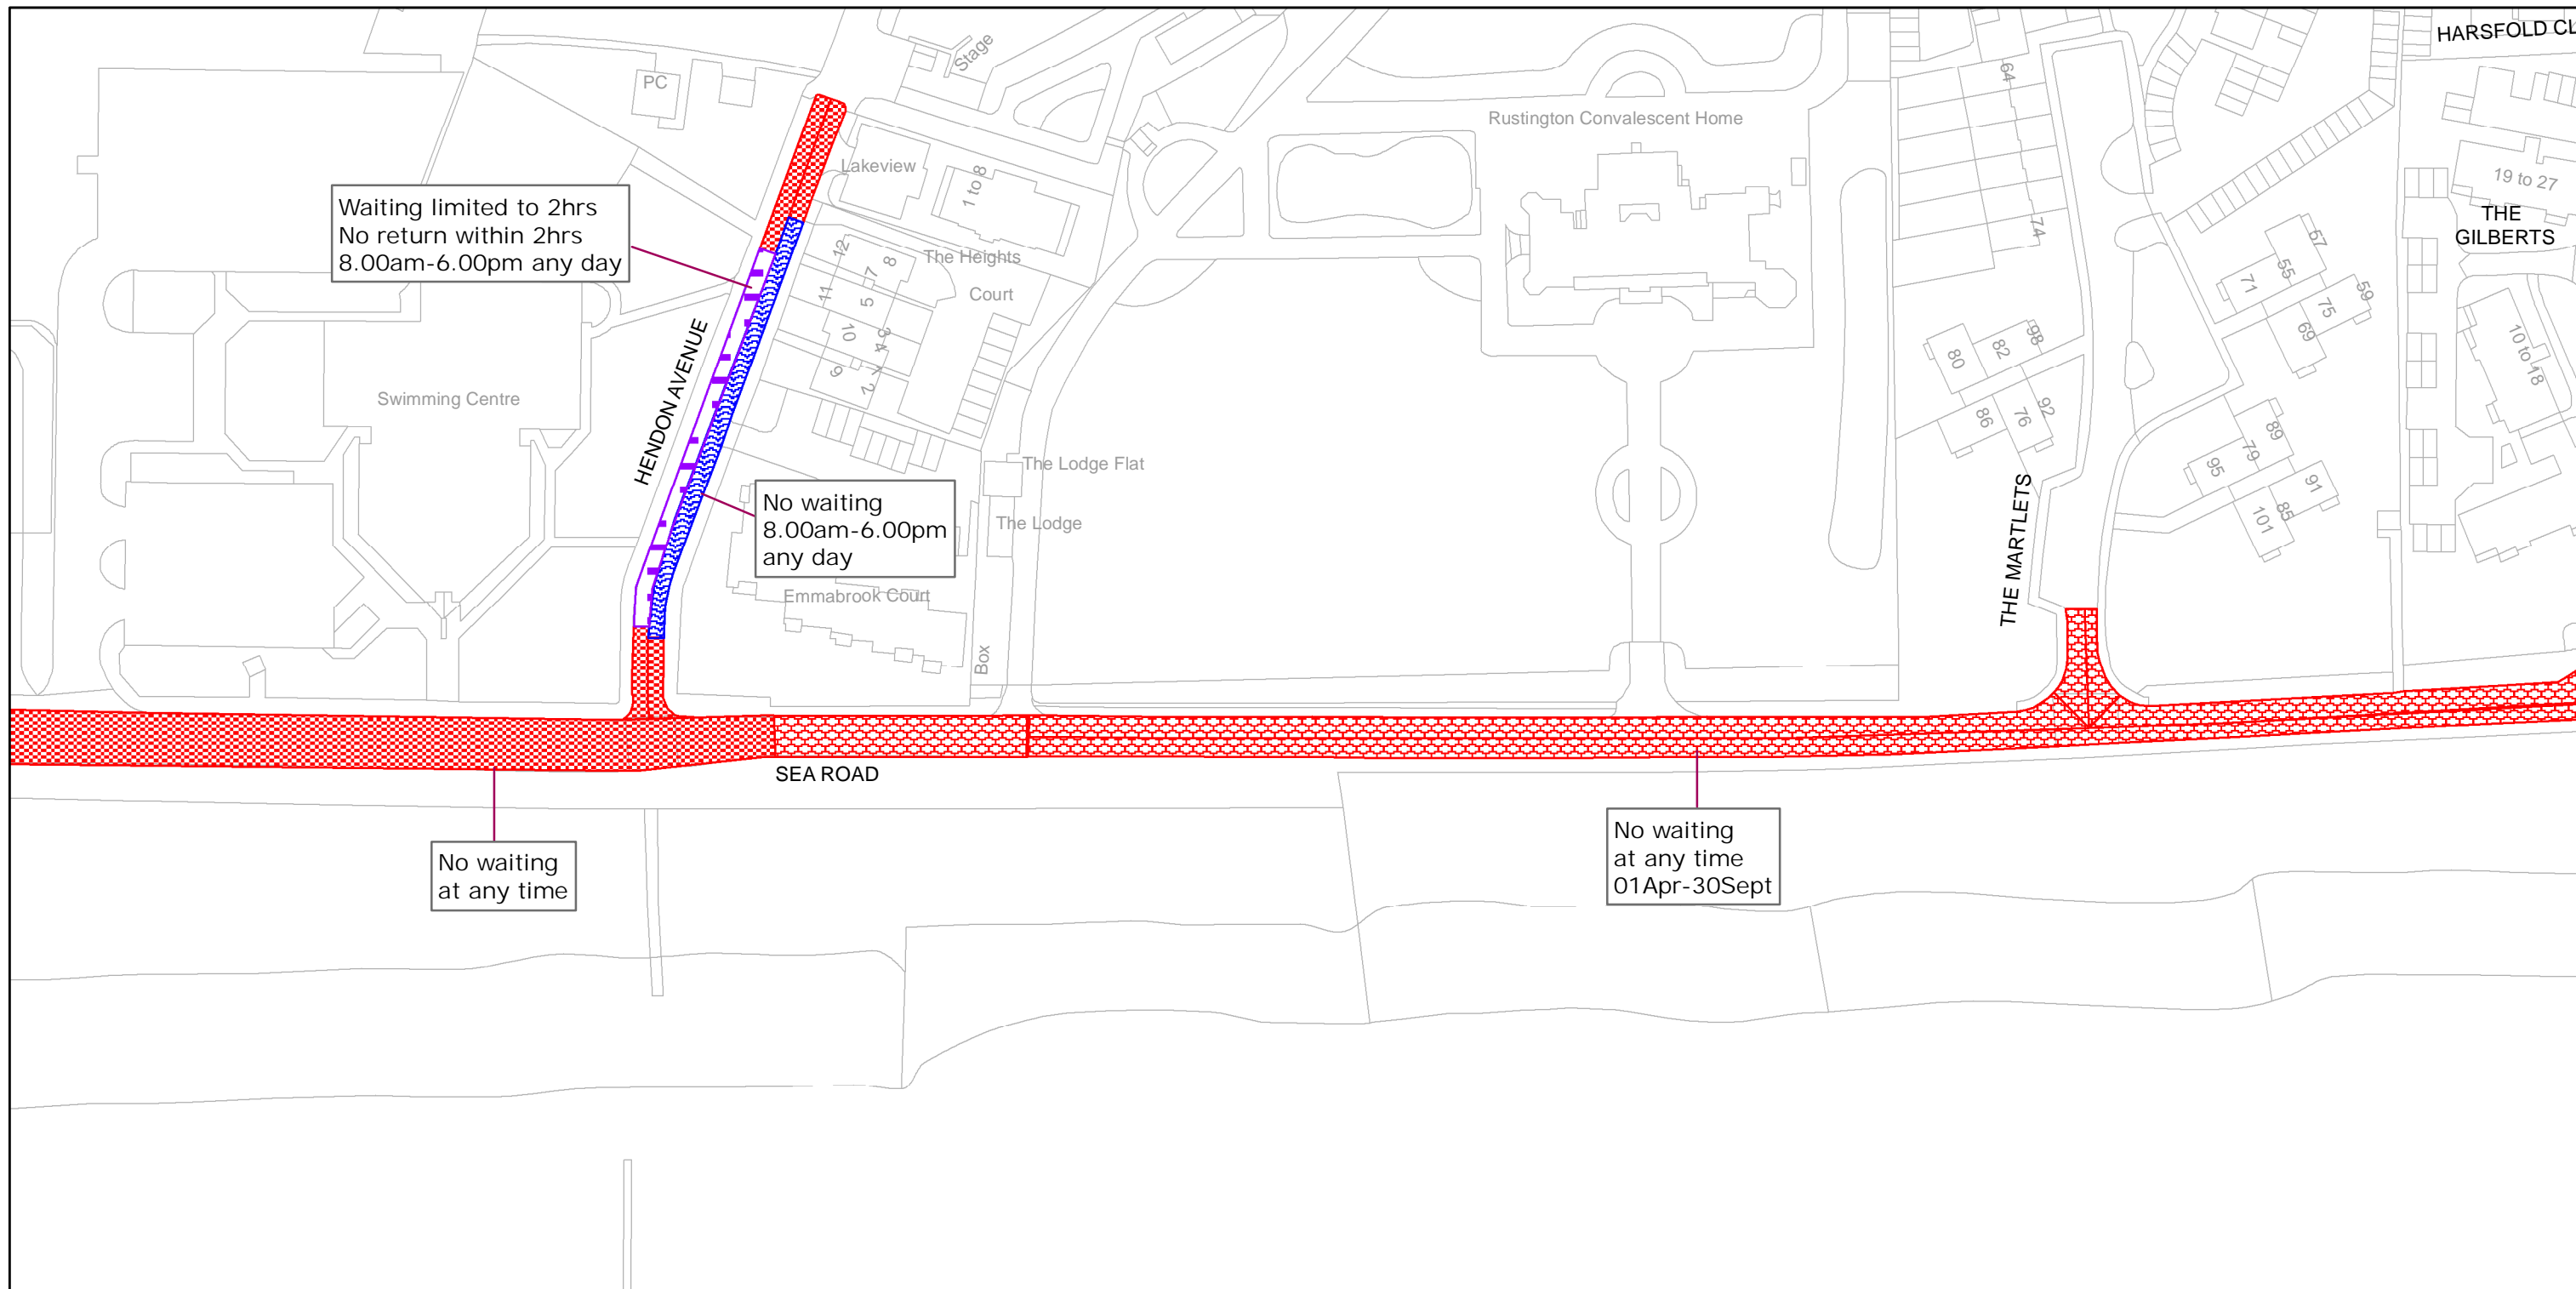 HARSFOLD CL
Stage
PC
Rustington Convalescent Home
64
Lakeview
1 to 8
19 to 27
THE
GILBERTS
Waiting limited to 2hrs
No return within 2hrs
8.00am-6.00pm any day
74
57
12
8
The Heights
7
55
71
59
75
11
5
Court
69
10
3
4
98
82
80
10 to 18
HENDON AVENUE
9
2
Swimming Centre
92
76
86
89
79
95
91
85
101
The Lodge Flat
No waiting
8.00am-6.00pm
any day
The Lodge
THE MARTLETS
Emmabrook Court
Box
SEA ROAD
No waiting
at any time
No waiting
at any time
01Apr-30Sept